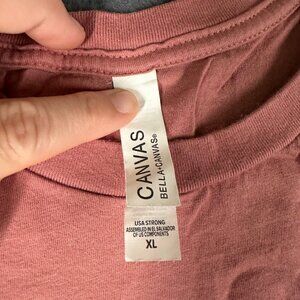 CANVAS
BELLA+CANVAS®
USA STRONG
ASSEMBLED IN EL SALVADOR
OF US COMPONENTS
XL